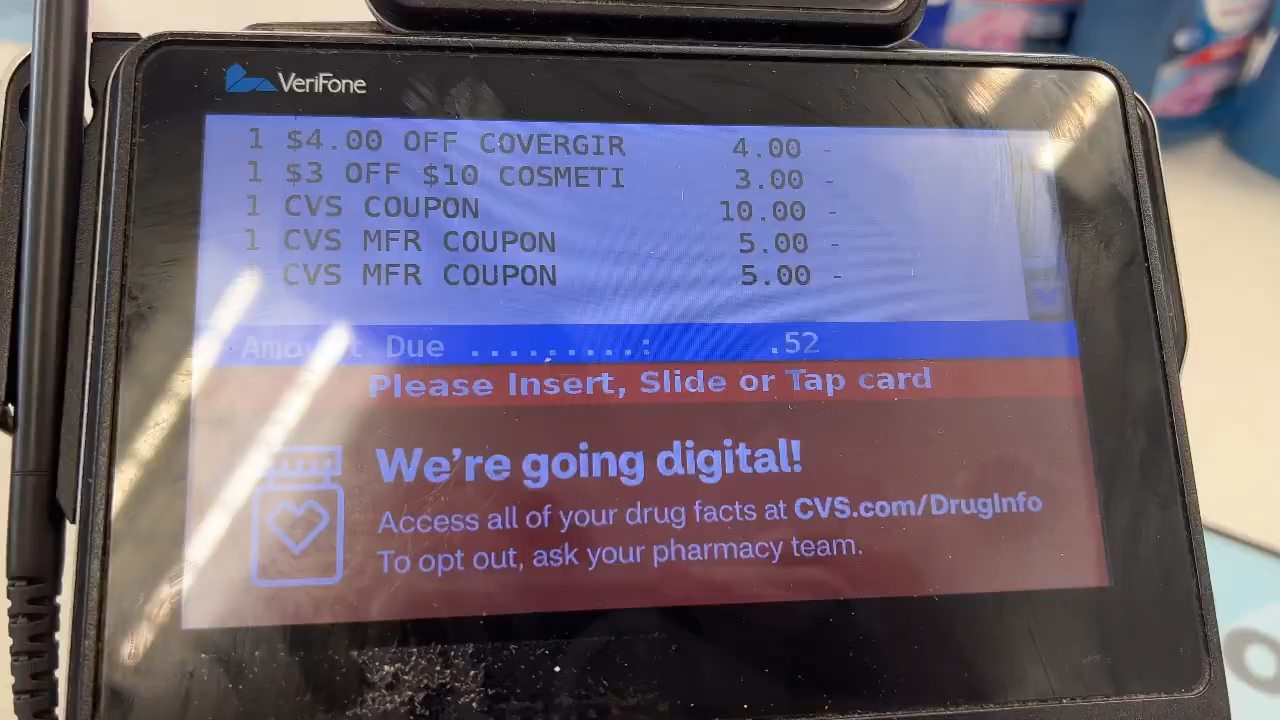 VeriFone
1 $4.00 OFF COVERGIR 4.00 -
1 $3 OFF $10 COSMETI 3.00 -
1 CVS COUPON 10.00 -
1 CVS MFR COUPON 5.00 -
CVS MFR COUPON 5.00 -
Amount Due .........: .52
Please Insert, Slide or Tap card
We're going digital!
Access all of your drug facts at CVS.com/DrugInfo
To opt out, ask your pharmacy team.